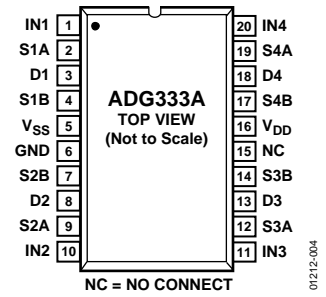 IN1 1
S1A 2
D1 3
S1B 4
VSS 5
GND 6
S2B 7
D2 8
S2A 9
IN2 10
ADG333A
TOP VIEW
(Not to Scale)
20 IN4
19 S4A
18 D4
17 S4B
16 VDD
15 NC
14 S3B
13 D3
12 S3A
11 IN3
NC = NO CONNECT
01212-004